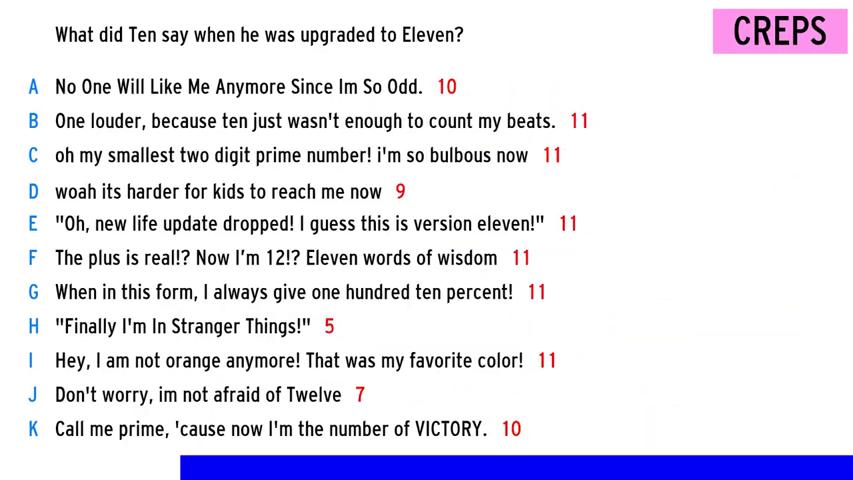 What did Ten say when he was upgraded to Eleven?
CREPS
A No One Will Like Me Anymore Since Im So Odd. 10
B One louder, because ten just wasn't enough to count my beats. 11
C oh my smallest two digit prime number! i'm so bulbous now 11
D woah its harder for kids to reach me now 9
E "Oh, new life update dropped! I guess this is version eleven!" 11
F The plus is real!? Now I’m 12!? Eleven words of wisdom 11
G When in this form, I always give one hundred ten percent! 11
H "Finally I'm In Stranger Things!" 5
I Hey, I am not orange anymore! That was my favorite color! 11
J Don't worry, im not afraid of Twelve 7
K Call me prime, 'cause now I'm the number of VICTORY. 10